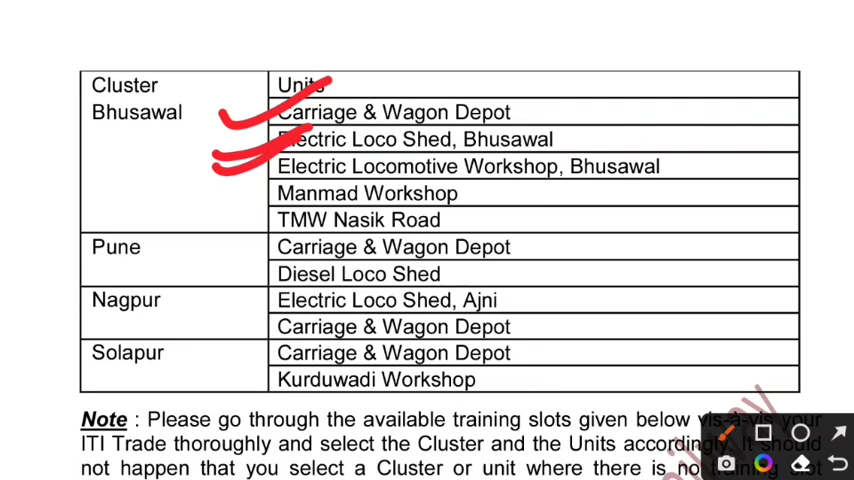 Cluster Units
Bhusawal Carriage & Wagon Depot
Electric Loco Shed, Bhusawal
Electric Locomotive Workshop, Bhusawal
Manmad Workshop
TMW Nasik Road
Pune Carriage & Wagon Depot
Diesel Loco Shed
Nagpur Electric Loco Shed, Ajni
Carriage & Wagon Depot
Solapur Carriage & Wagon Depot
Kurduwadi Workshop
Note : Please go through the available training slots given below vis-à-vis your
ITI Trade thoroughly and select the Cluster and the Units accordingly. It should
not happen that you select a Cluster or unit where there is no training slot